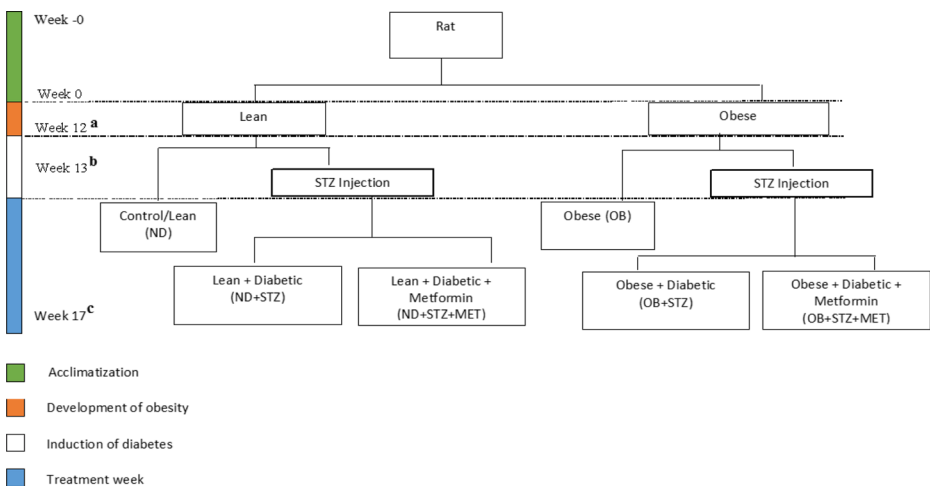 Week -0
Rat
Week 0
Lean
Obese
Week 12 a
Week 13 b
STZ Injection
STZ Injection
Control/Lean
(ND)
Obese (OB)
Lean + Diabetic
(ND+STZ)
Lean + Diabetic +
Metformin
(ND+STZ+MET)
Obese + Diabetic
(OB+STZ)
Obese + Diabetic +
Metformin
(OB+STZ+MET)
Week 17 c
Acclimatization
Development of obesity
Induction of diabetes
Treatment week